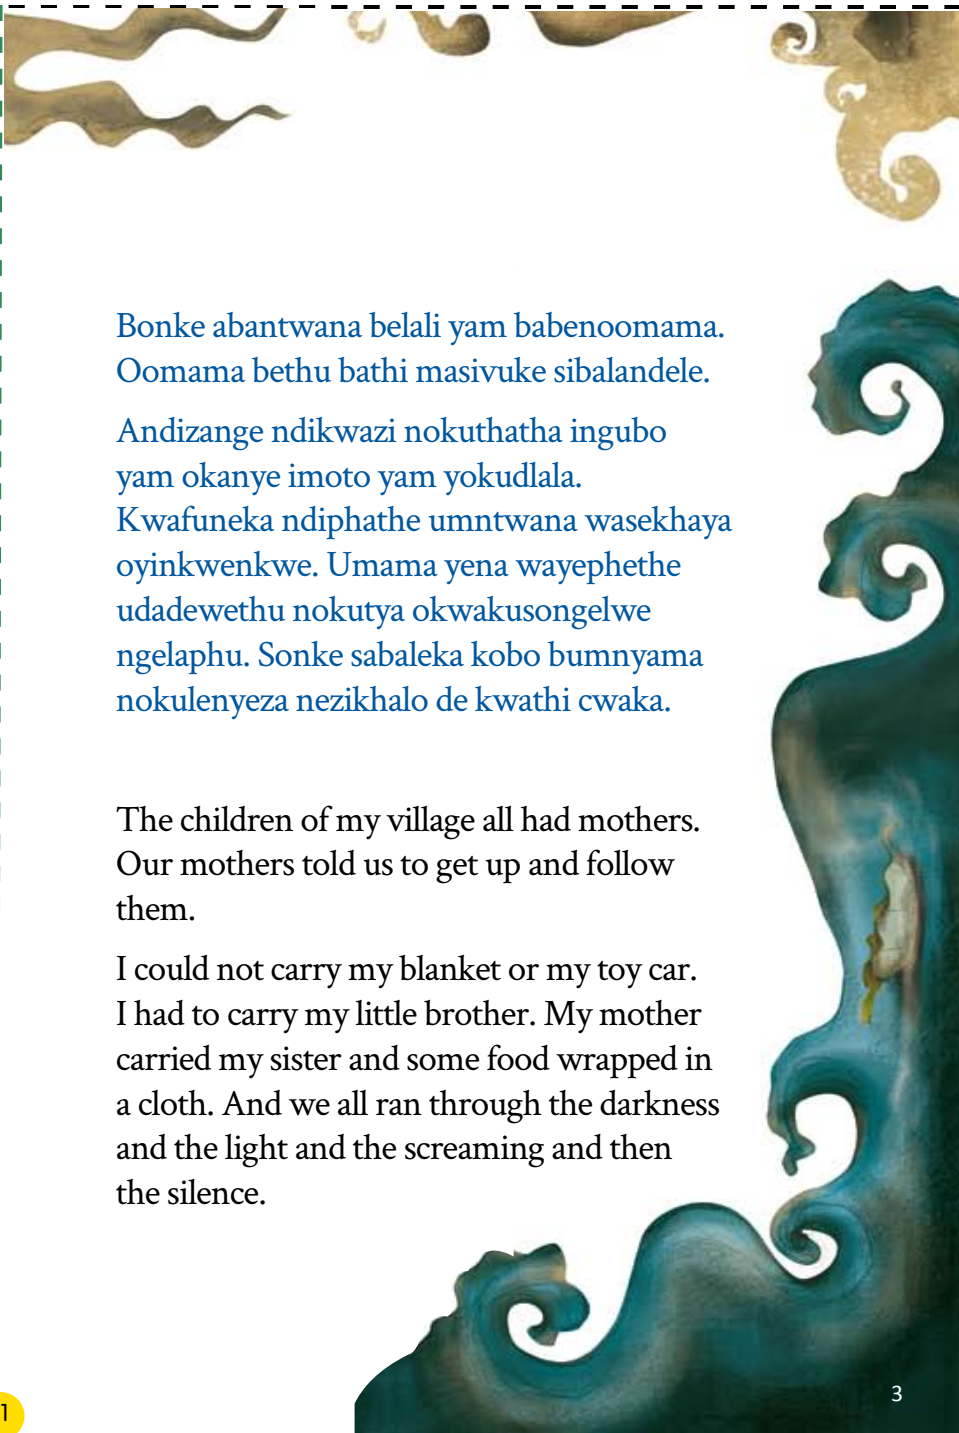 Bonke abantwana belali yam babenoomama.
Oomama bethu bathi masivuke sibalandele.
Andizange ndikwazi nokuthatha ingubo
yam okanye imoto yam yokudlala.
Kwafuneka ndiphathe umntwana wasekhaya
oyinkwenkwe. Umama yena wayephethe
udadewethu nokutya okwakusongelwe
ngelaphu. Sonke sabaleka kobo bumnyama
nokulenyeza nezikhalo de kwathi cwaka.
The children of my village all had mothers.
Our mothers told us to get up and follow
them.
I could not carry my blanket or my toy car.
I had to carry my little brother. My mother
carried my sister and some food wrapped in
a cloth. And we all ran through the darkness
and the light and the screaming and then
the silence.
3
1